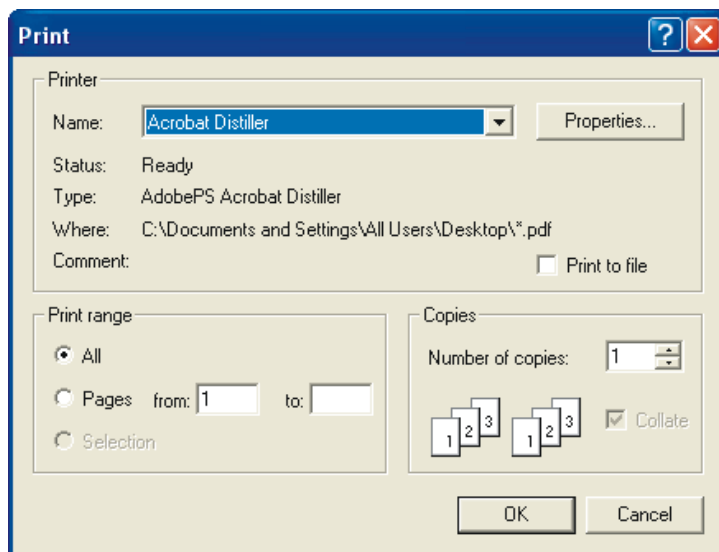 Print
Printer
Name: Acrobat Distiller Properties...
Status: Ready
Type: AdobePS Acrobat Distiller
Where: C:\Documents and Settings\All Users\Desktop\*.pdf
Comment: Print to file
Print range
All
Pages from: 1 to:
Selection
Copies
Number of copies: 1
1 2 3 1 2 3 Collate
OK Cancel